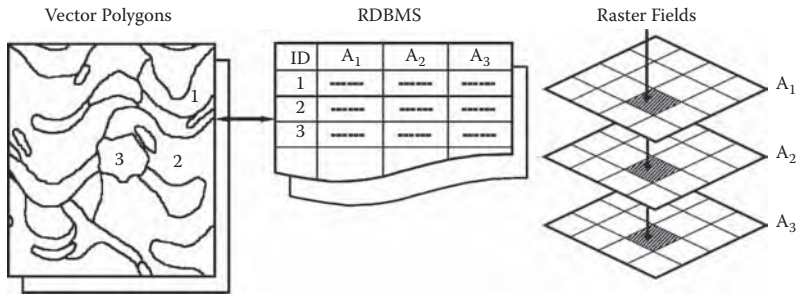 Vector Polygons
RDBMS
Raster Fields
1
2
3
ID A₁ A₂ A₃
1 ------ ------ ------
2 ------ ------ ------
3 ------ ------ ------
A₁
A₂
A₃